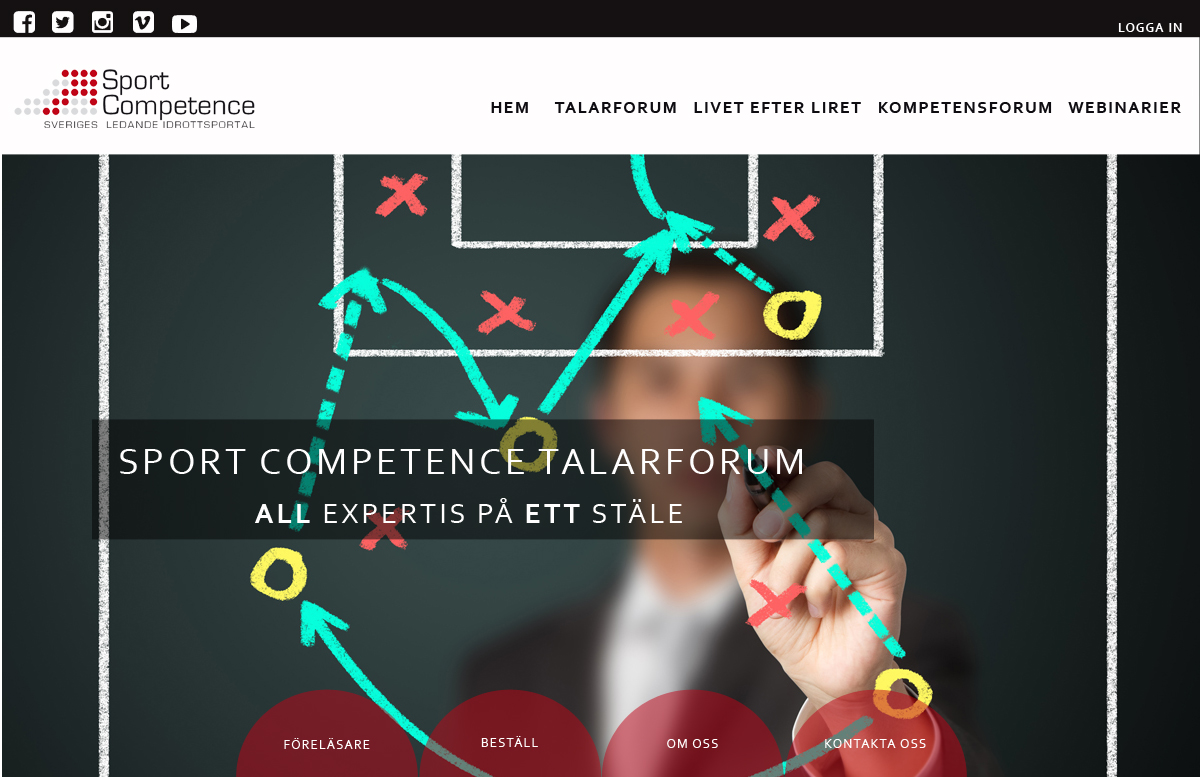 LOGGA IN
Sport
Competence
SVERIGES LEDANDE IDROTTSPORTAL
HEM TALARFORUM LIVET EFTER LIRET KOMPETENSFORUM WEBINARIER
SPORT COMPETENCE TALARFORUM
ALL EXPERTIS PÅ ETT STÄLE
FÖRELÄSARE BESTÄLL OM OSS KONTAKTA OSS